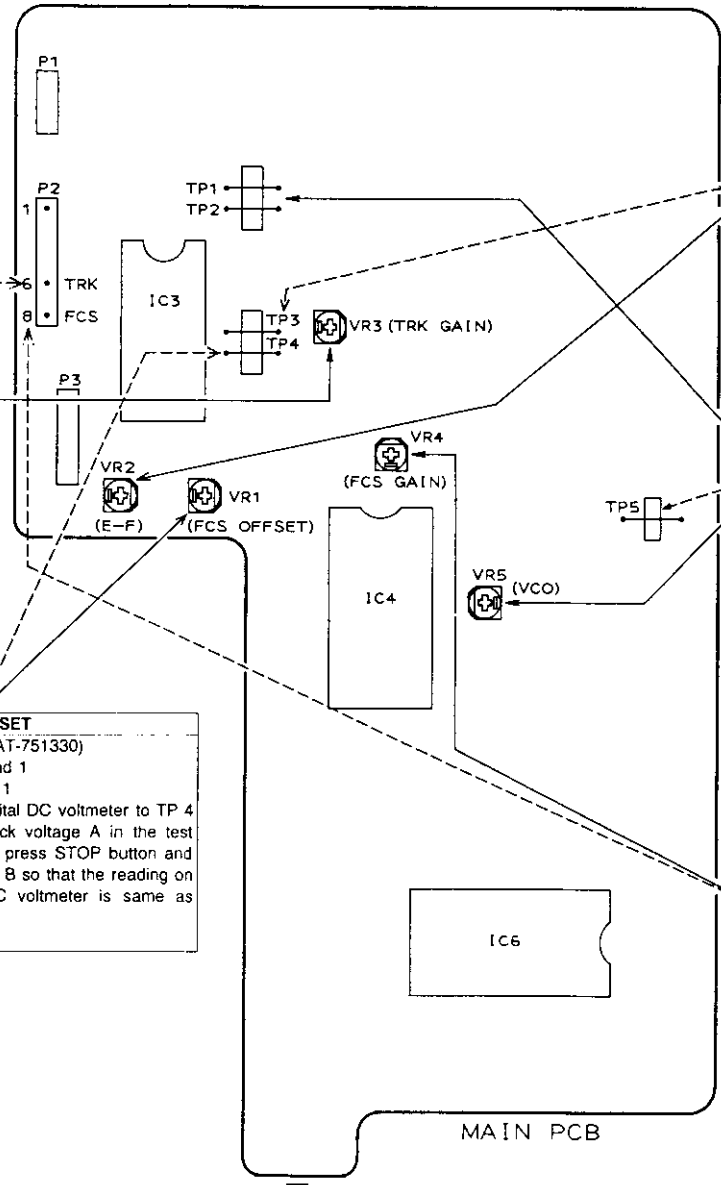 P1
P2
1
6 TRK
8 FCS
TP1
TP2
IC3
TP3
TP4
VR3 (TRK GAIN)
P3
VR2
(E-F)
VR1
(FCS OFFSET)
VR4
(FCS GAIN)
TP5
IC4
VR5 (VCO)
SET
AT-751330)
nd 1
1
ital DC voltmeter to TP 4
ck voltage A in the test
press STOP button and
B so that the reading on
C voltmeter is same as
IC6
MAIN PCB